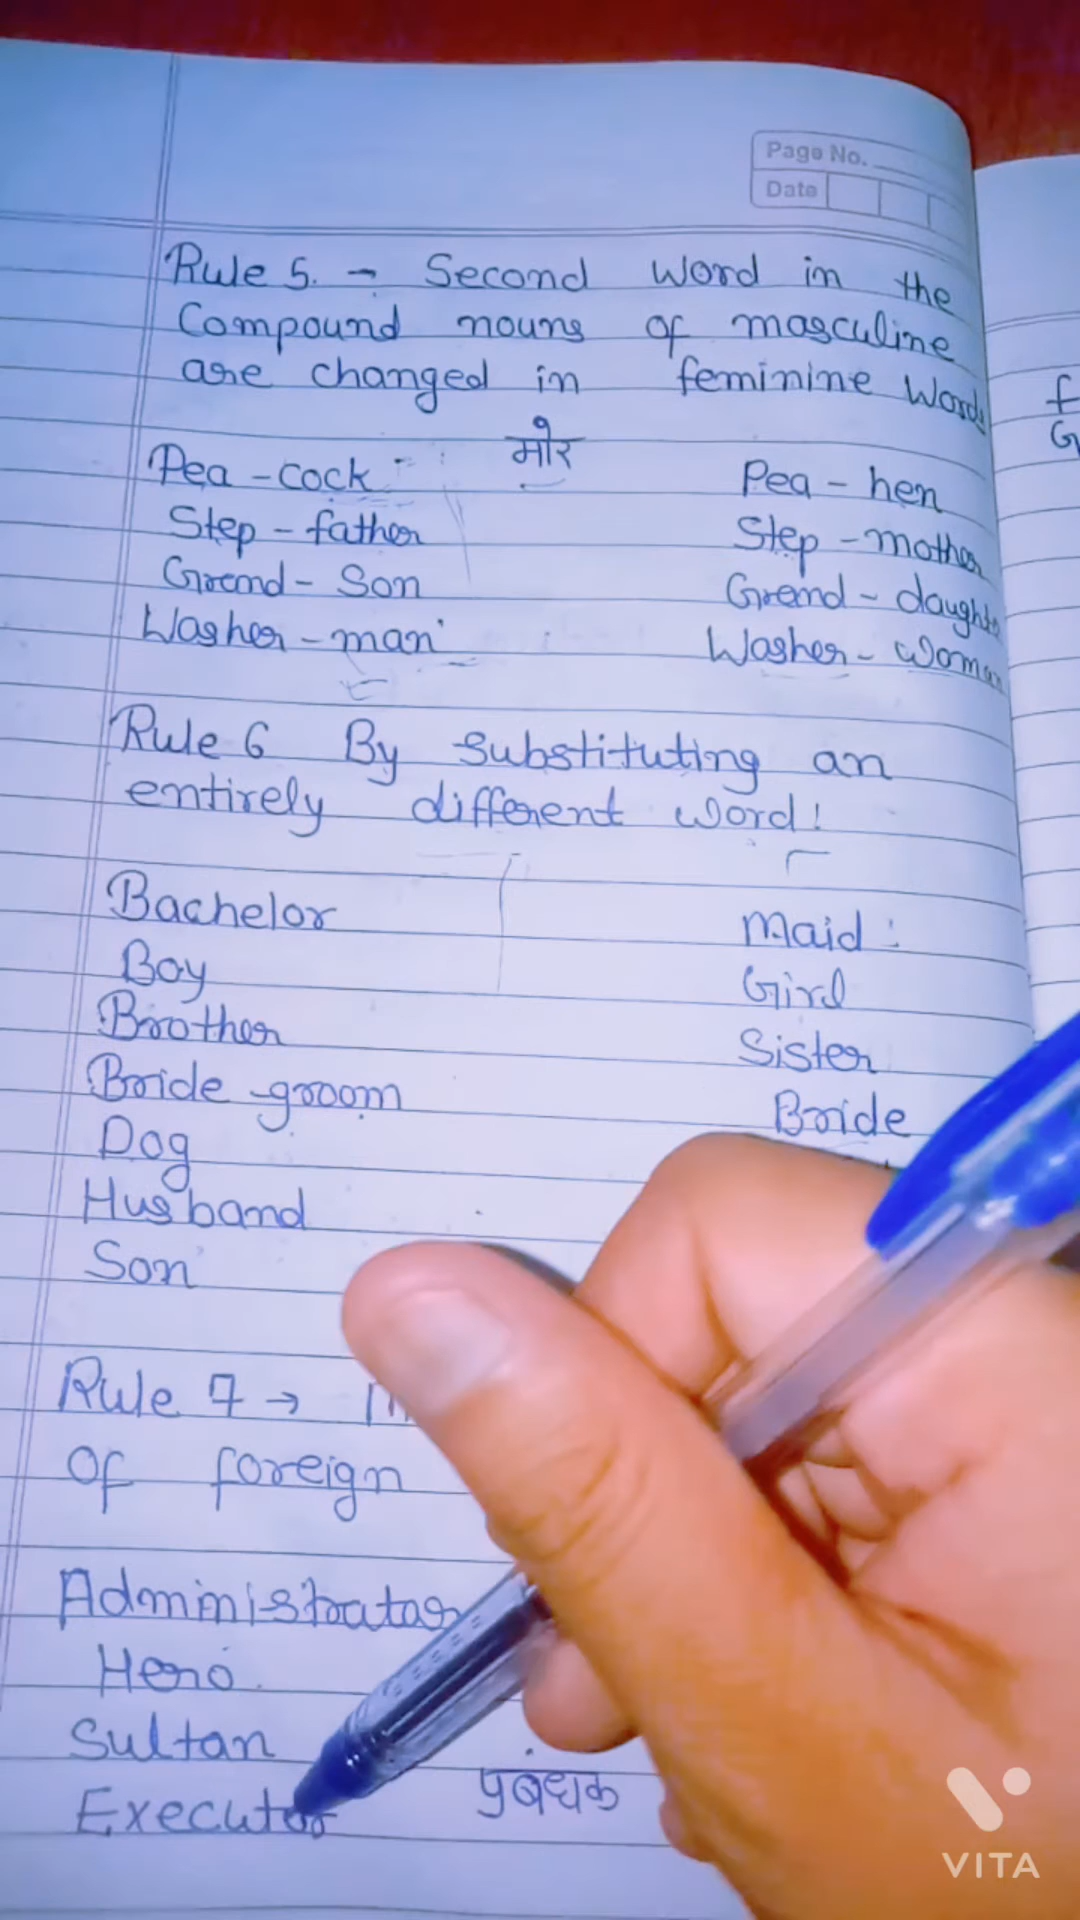 Page No.
Date
Rule 5. → Second word in the
Compound nouns of masculine
are changed in feminine words
मोर
Pea - cock Pea - hen
Step - father Step - mother
Grand - Son Grand - daughte
Washer - man Washer - woman
Rule 6 By substituting an
entirely different word!
Bachelor Maid :
Boy Girl
Brother Sister
Bride - groom Bride
Dog
Husband
Son
Rule 7 →
Of foreign
Administrator
Hero
Sultan
Executor प्रबंधक
VITA